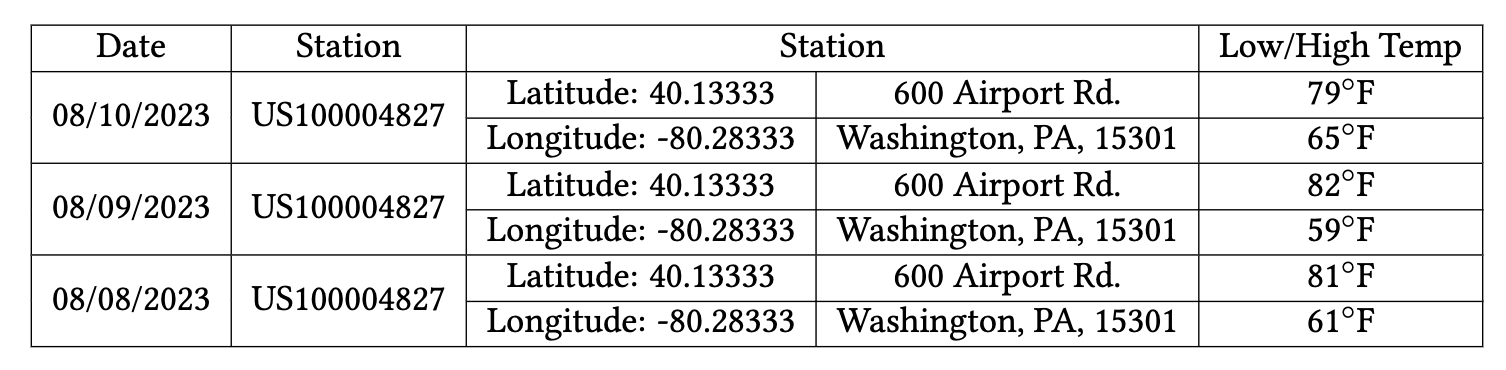 Date Station Station Low/High Temp
08/10/2023 US100004827 Latitude: 40.13333 600 Airport Rd. 79°F
Longitude: -80.28333 Washington, PA, 15301 65°F
08/09/2023 US100004827 Latitude: 40.13333 600 Airport Rd. 82°F
Longitude: -80.28333 Washington, PA, 15301 59°F
08/08/2023 US100004827 Latitude: 40.13333 600 Airport Rd. 81°F
Longitude: -80.28333 Washington, PA, 15301 61°F